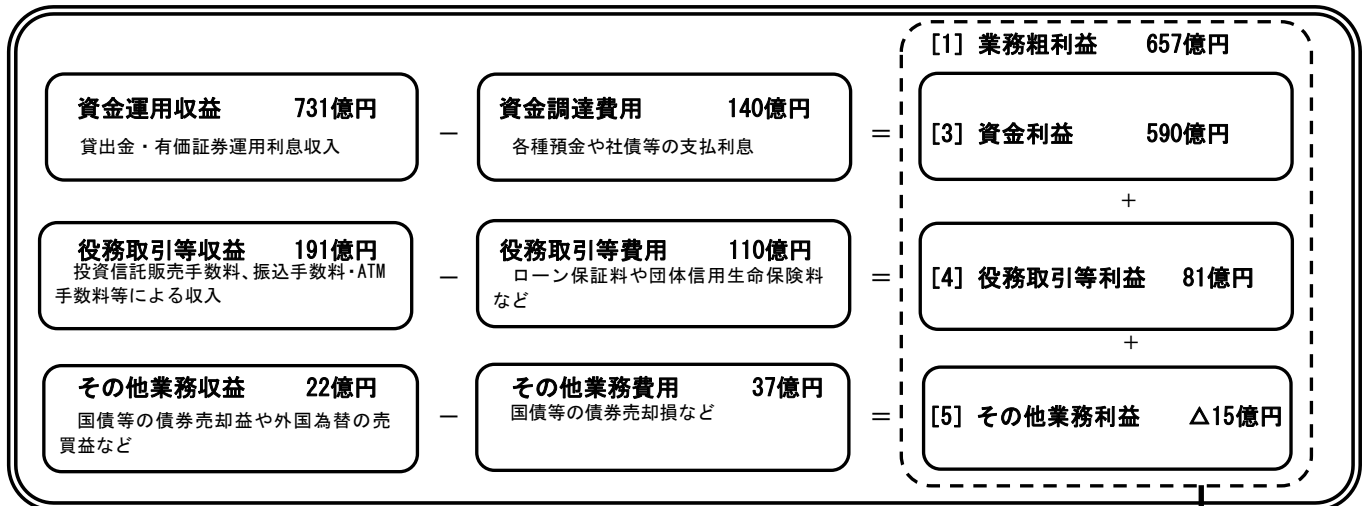 [1] 業務粗利益 657億円
資金運用収益 731億円
貸出金・有価証券運用利息収入
－
資金調達費用 140億円
各種預金や社債等の支払利息
＝
[3] 資金利益 590億円
＋
役務取引等収益 191億円
投資信託販売手数料、振込手数料・ATM
手数料等による収入
－
役務取引等費用 110億円
ローン保証料や団体信用生命保険料
など
＝
[4] 役務取引等利益 81億円
＋
その他業務収益 22億円
国債等の債券売却益や外国為替の売
買益など
－
その他業務費用 37億円
国債等の債券売却損など
＝
[5] その他業務利益 △15億円